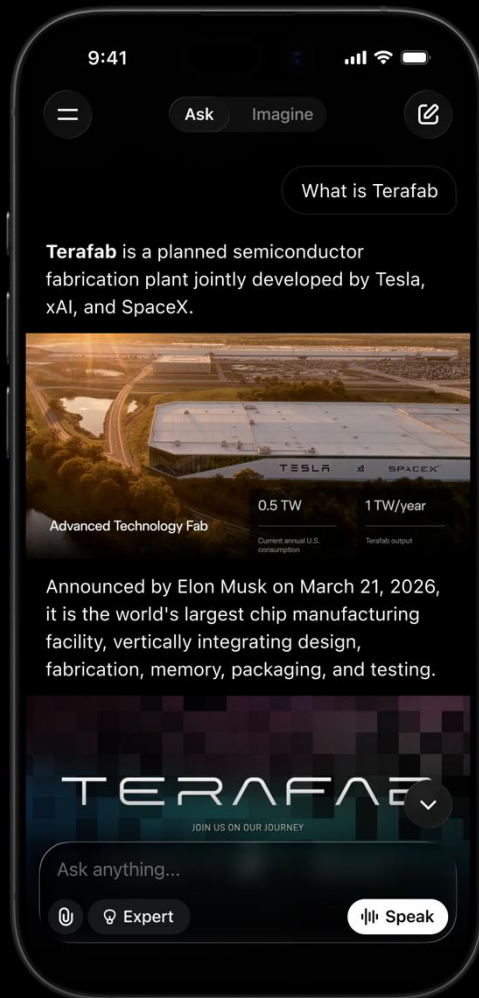 9:41
Ask Imagine
What is Terafab
Terafab is a planned semiconductor
fabrication plant jointly developed by Tesla,
xAI, and SpaceX.
TESLA xI SPACEX
Advanced Technology Fab
0.5 TW
Current annual U.S.
consumption
1 TW/year
Terafab output
Announced by Elon Musk on March 21, 2026,
it is the world's largest chip manufacturing
facility, vertically integrating design,
fabrication, memory, packaging, and testing.
TERAFAB
JOIN US ON OUR JOURNEY
Ask anything...
Expert
Speak